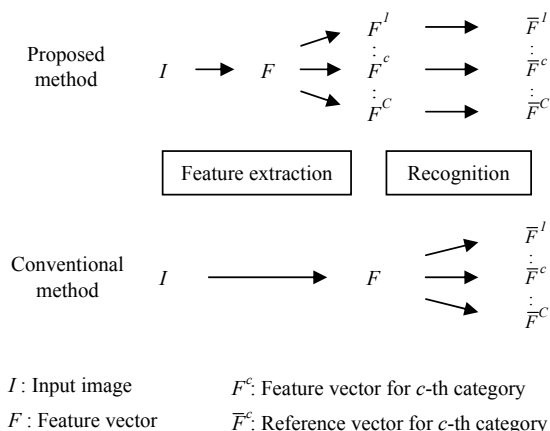 F^1 F̅^1
Proposed method
I F F^c F̅^c
F^C F̅^C
Feature extraction Recognition
F̅^1
Conventional method
I F F̅^c
F̅^C
I : Input image F^c: Feature vector for c-th category
F : Feature vector F̅^c: Reference vector for c-th category